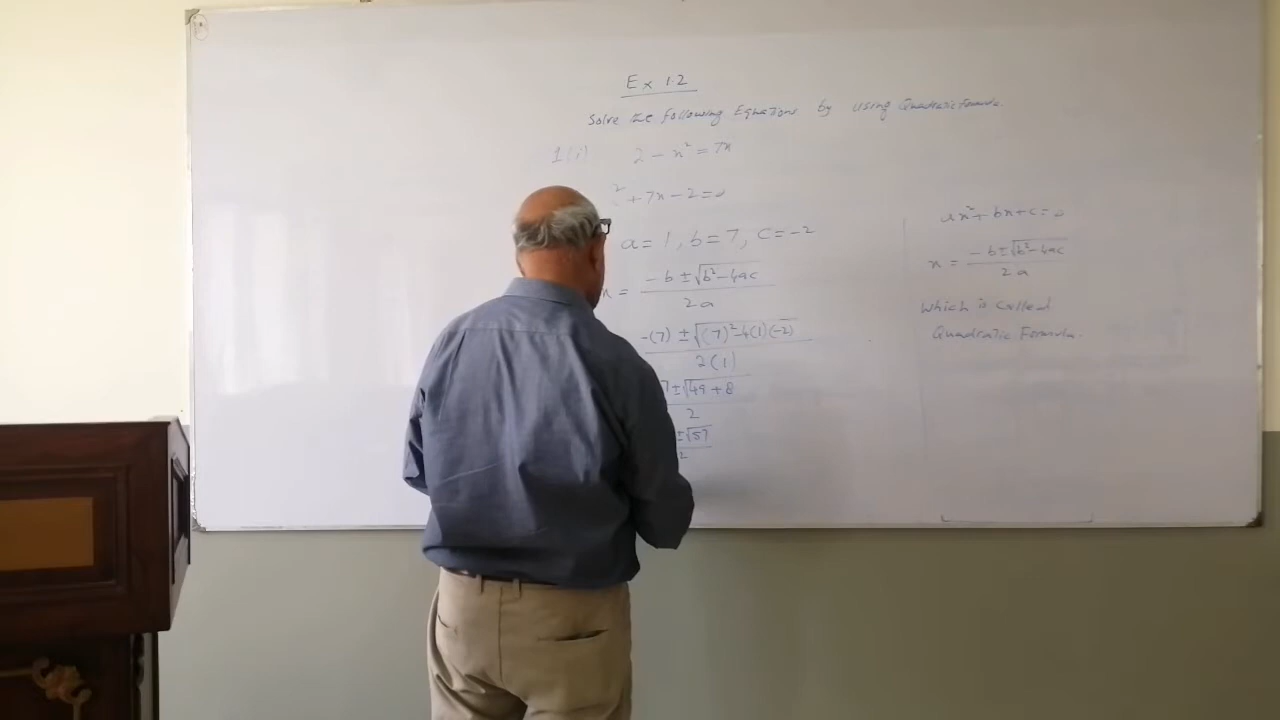 Ex 1.2
Solve the following Equations by using Quadratic Formula.
1(i) 2 - x² = 7x
² + 7x - 2 = 0
a = 1, b = 7, c = -2
x = -b ± √b² - 4ac / 2a
-(7) ± √(7)² - 4(1)(-2) / 2(1)
7 ± √49 + 8 / 2
± √57 / 2
ax² + bx + c = 0
x = -b ± √b² - 4ac / 2a
Which is called
Quadratic Formula.